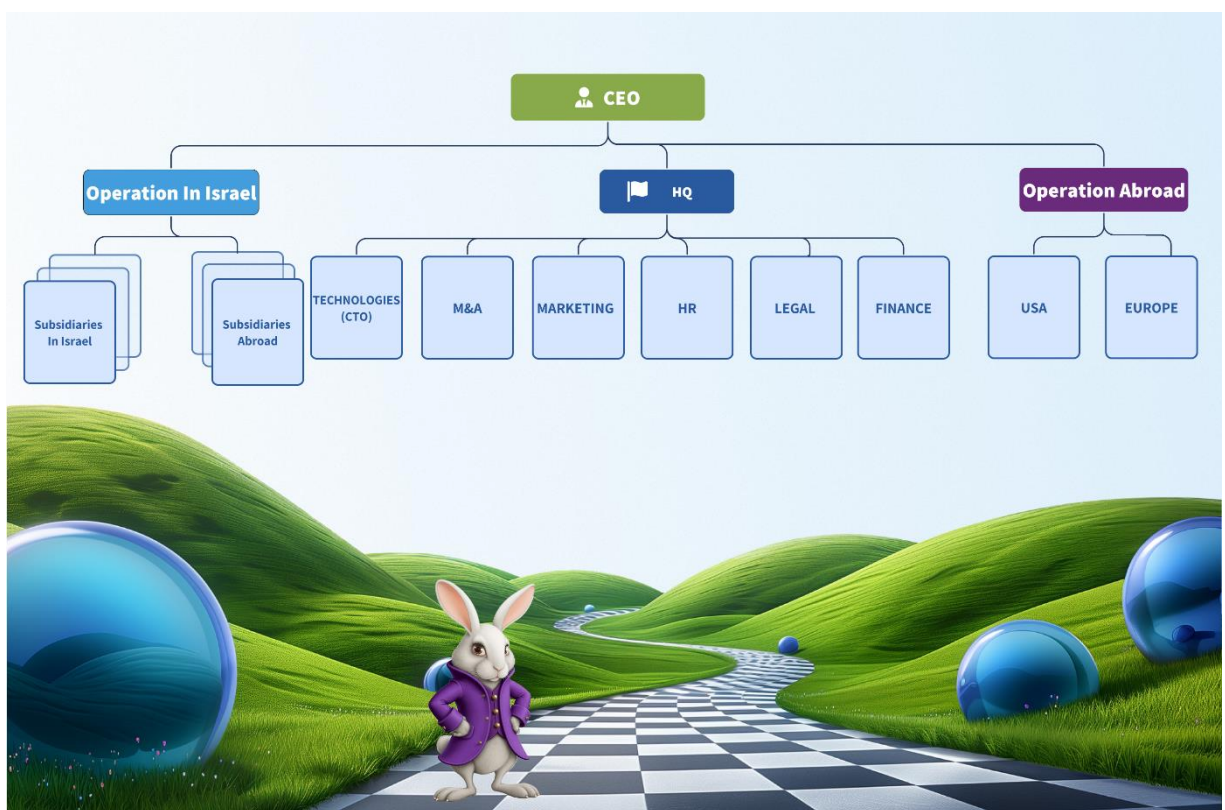 CEO
Operation In Israel
HQ
Operation Abroad
Subsidiaries
In Israel
Subsidiaries
Abroad
TECHNOLOGIES
(CTO)
M&A
MARKETING
HR
LEGAL
FINANCE
USA
EUROPE